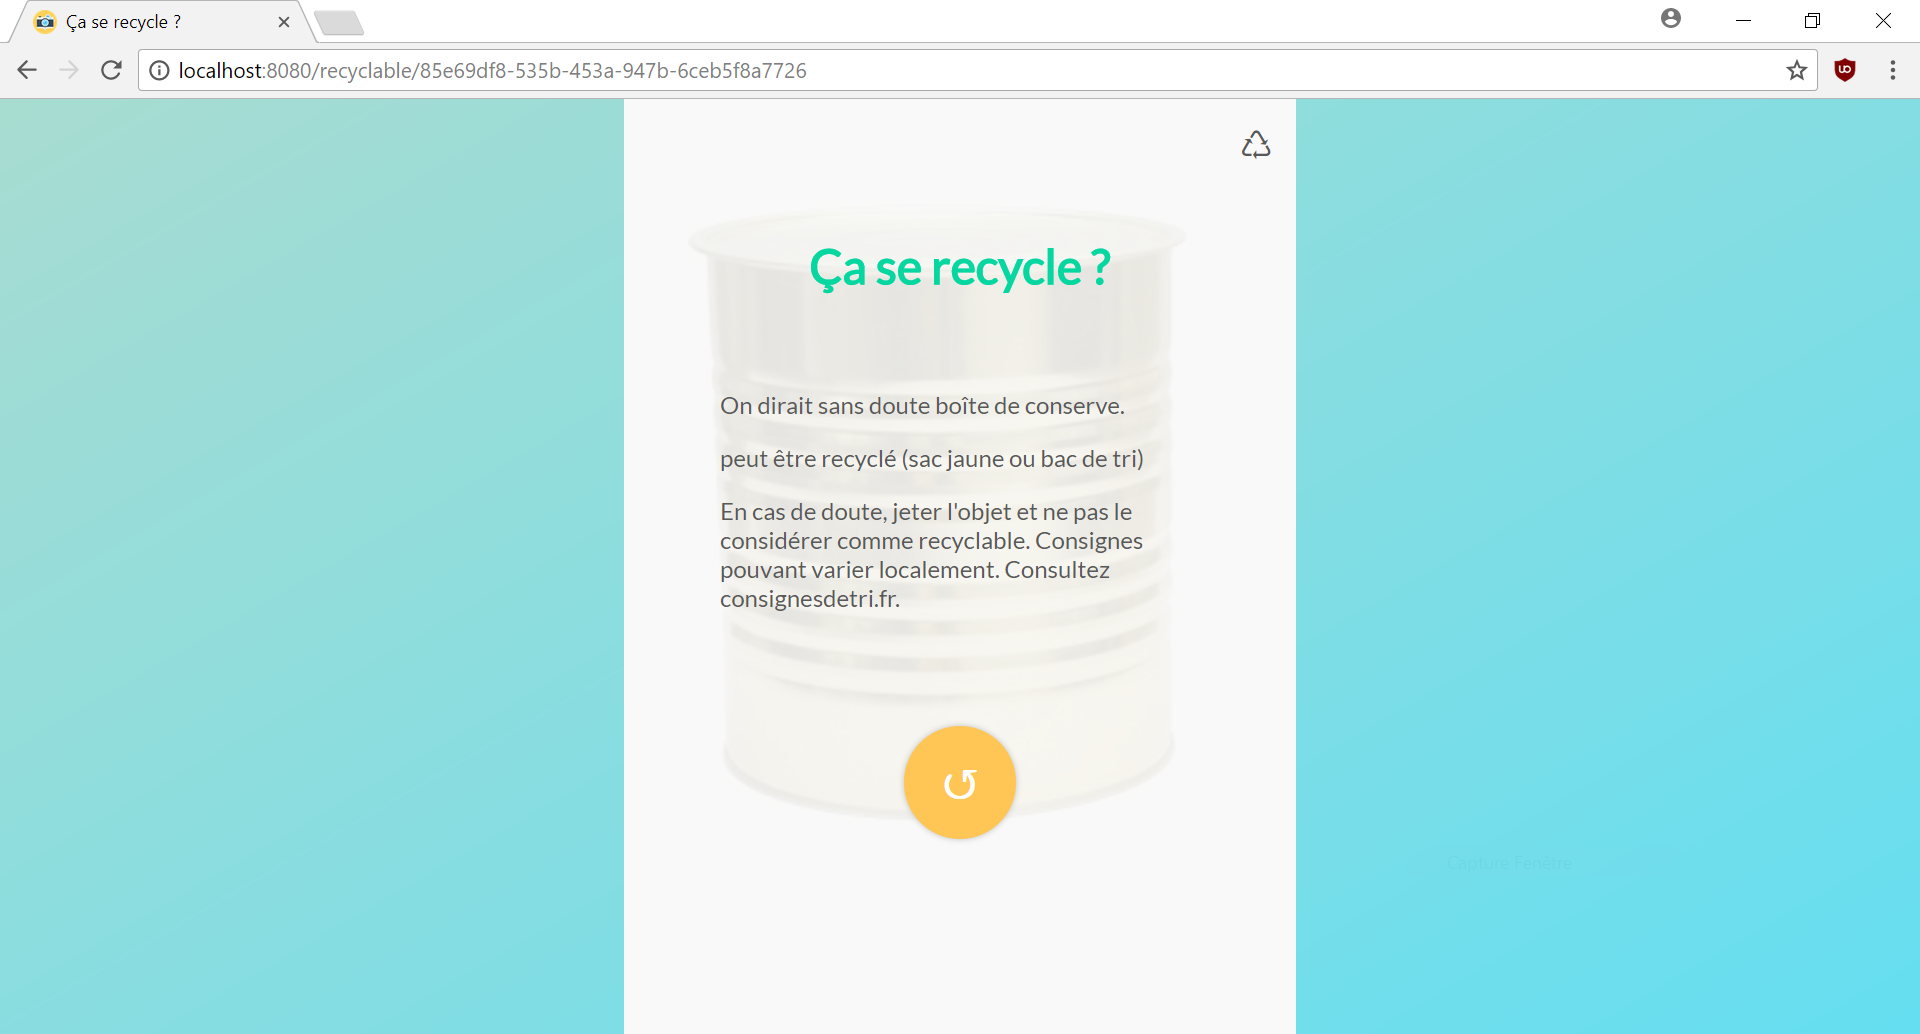 Ça se recycle ?
localhost:8080/recyclable/85e69df8-535b-453a-947b-6ceb5f8a7726
Ça se recycle ?
On dirait sans doute boîte de conserve.
peut être recyclé (sac jaune ou bac de tri)
En cas de doute, jeter l'objet et ne pas le
considérer comme recyclable. Consignes
pouvant varier localement. Consultez
consignesdetri.fr.
Capture Fenêtre